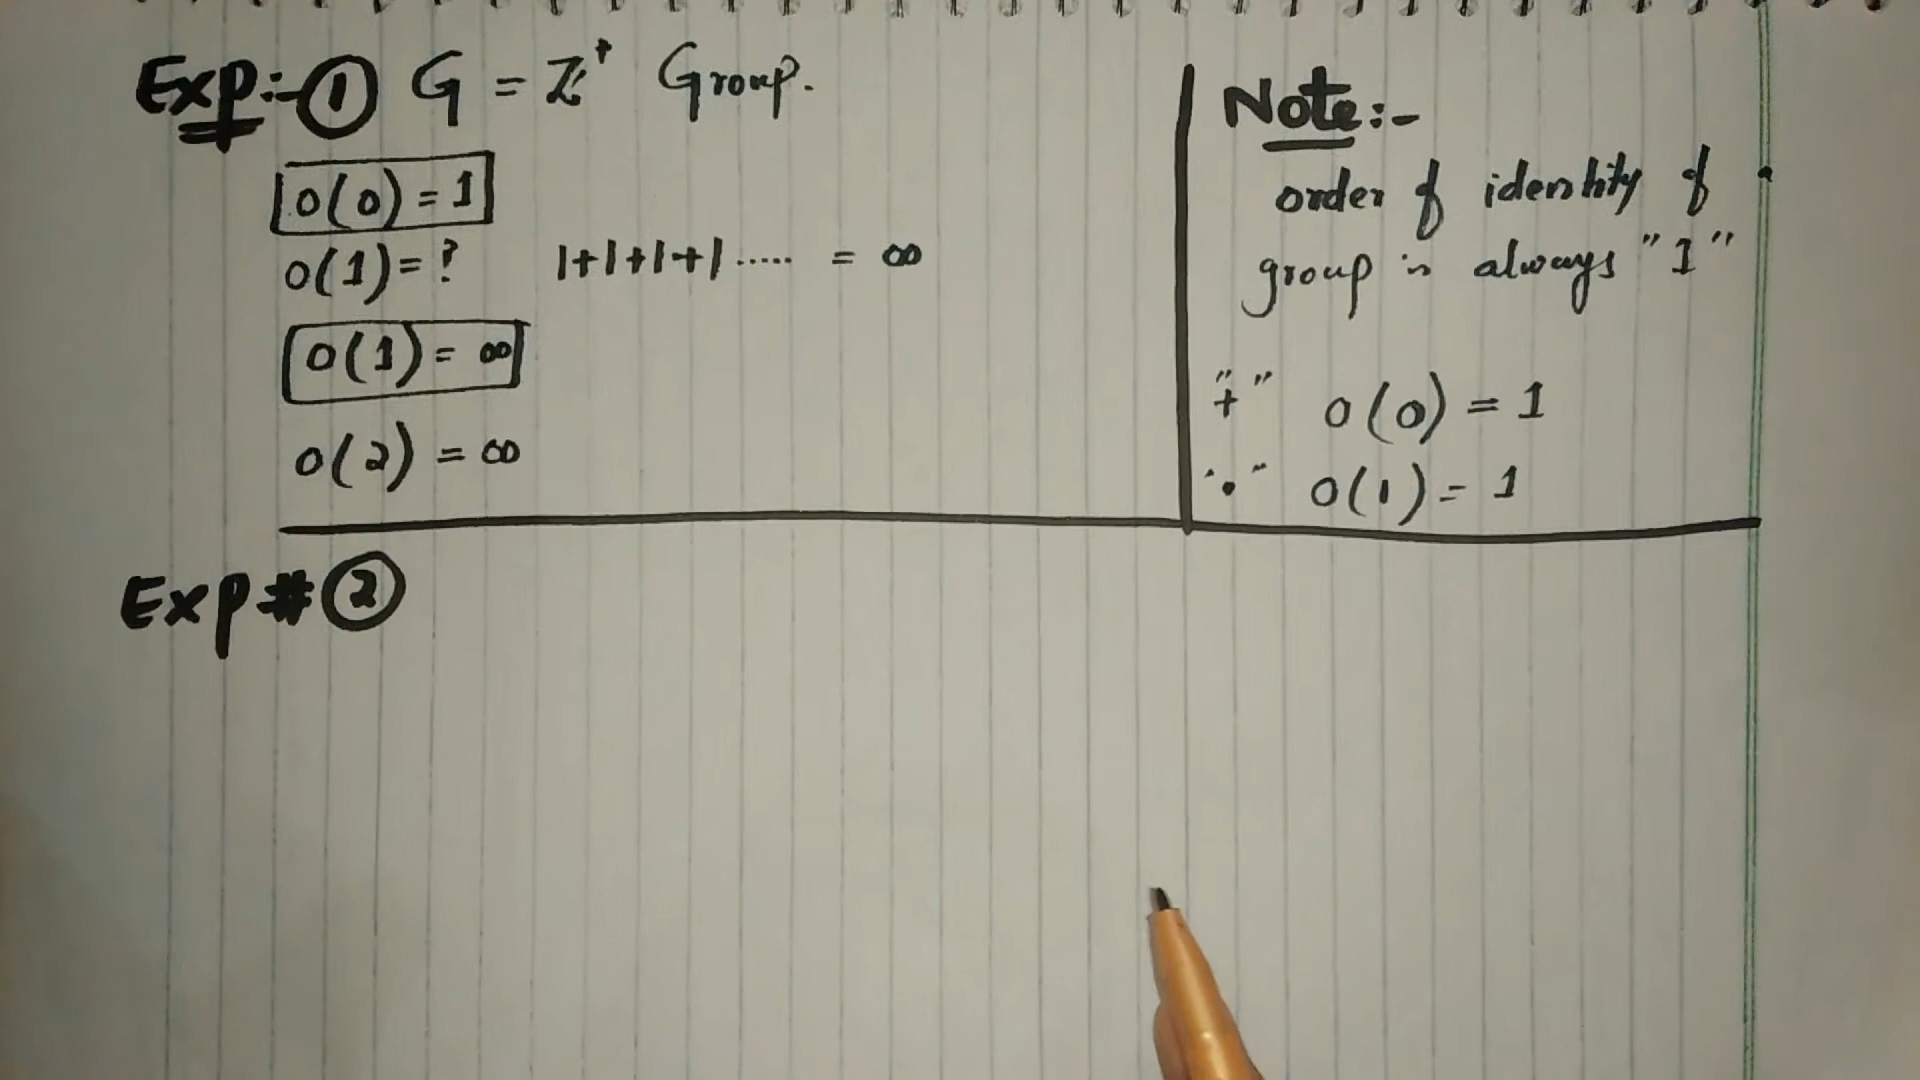 Exp:-① G = Z⁺ Group.
o(0) = 1
o(1) = ? 1+1+1+1..... = ∞
o(1) = ∞
o(2) = ∞
Note:-
order of identity of
group is always "1"
"+" o(0) = 1
"." o(1) = 1
Exp#②